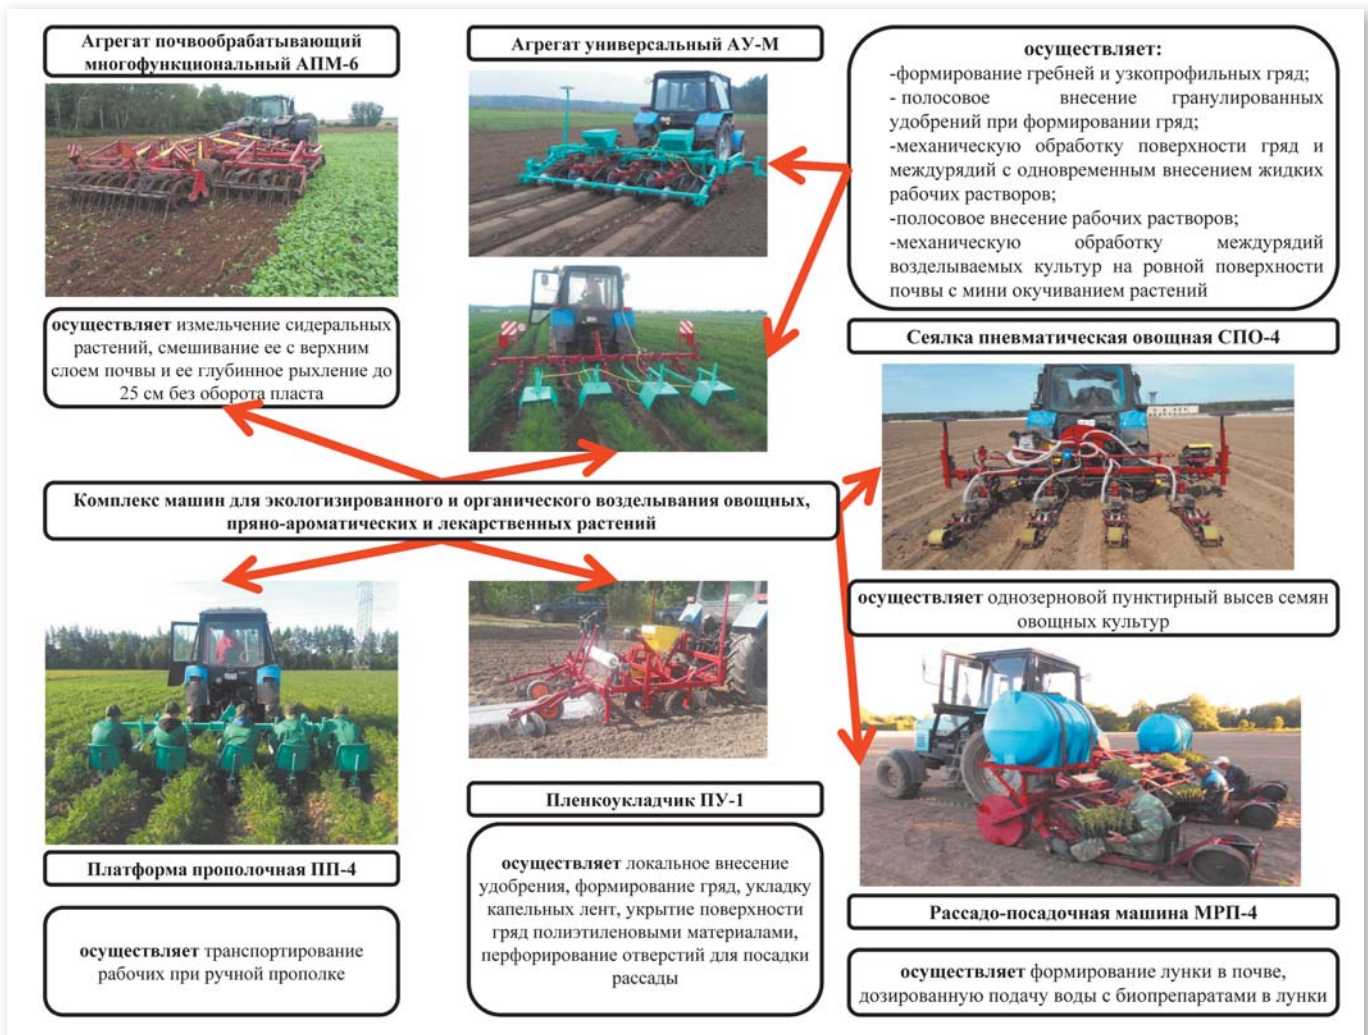 Агрегат почвообрабатывающий
многофункциональный АПМ-6
осуществляет измельчение сидеральных
растений, смешивание ее с верхним
слоем почвы и ее глубинное рыхление до
25 см без оборота пласта
Агрегат универсальный АУ-М
осуществляет:
-формирование гребней и узкопрофильных гряд;
- полосовое внесение гранулированных
удобрений при формировании гряд;
-механическую обработку поверхности гряд и
междурядий с одновременным внесением жидких
рабочих растворов;
-полосовое внесение рабочих растворов;
-механическую обработку междурядий
возделываемых культур на ровной поверхности
почвы с мини окучиванием растений
Сеялка пневматическая овощная СПО-4
осуществляет однозерновой пунктирный высев семян
овощных культур
Комплекс машин для экологизированного и органического возделывания овощных,
пряно-ароматических и лекарственных растений
Платформа прополочная ПП-4
осуществляет транспортирование
рабочих при ручной прополке
Пленкоукладчик ПУ-1
осуществляет локальное внесение
удобрения, формирование гряд, укладку
капельных лент, укрытие поверхности
гряд полиэтиленовыми материалами,
перфорирование отверстий для посадки
рассады
Рассадо-посадочная машина МРП-4
осуществляет формирование лунки в почве,
дозированную подачу воды с биопрепаратами в лунки